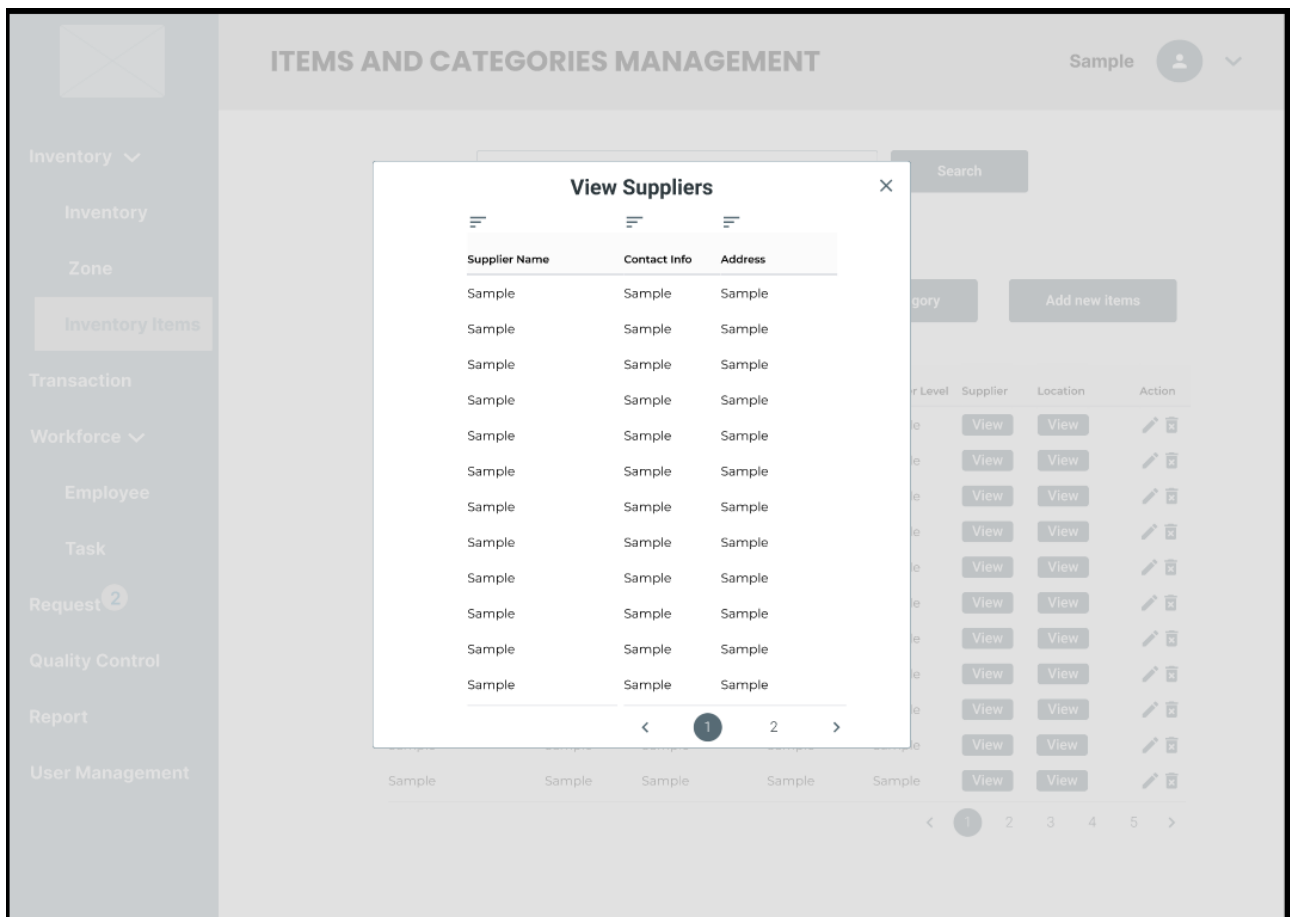 ITEMS AND CATEGORIES MANAGEMENT
Sample
Inventory
Inventory
Zone
Inventory Items
Transaction
Workforce
Employee
Task
Request 2
Quality Control
Report
User Management
Search
Add new items
View Suppliers
Supplier Name Contact Info Address
Sample Sample Sample
Sample Sample Sample
Sample Sample Sample
Sample Sample Sample
Sample Sample Sample
Sample Sample Sample
Sample Sample Sample
Sample Sample Sample
Sample Sample Sample
Sample Sample Sample
Sample Sample Sample
Sample Sample Sample
< 1 2 >
Level Supplier Location Action
View View
View View
View View
View View
View View
View View
View View
View View
View View
View View
Sample Sample Sample Sample Sample View View
< 1 2 3 4 5 >